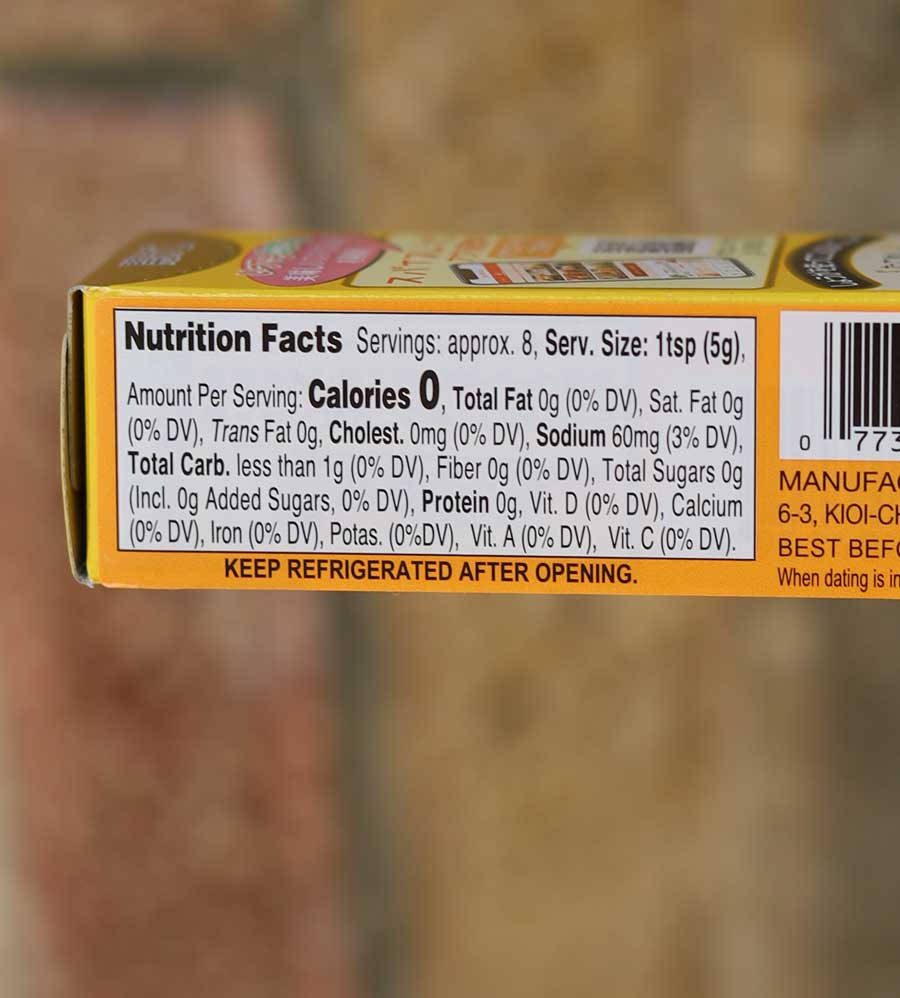 Nutrition Facts Servings: approx. 8, Serv. Size: 1tsp (5g),
Amount Per Serving: Calories 0, Total Fat 0g (0% DV), Sat. Fat 0g
(0% DV), Trans Fat 0g, Cholest. 0mg (0% DV), Sodium 60mg (3% DV),
Total Carb. less than 1g (0% DV), Fiber 0g (0% DV), Total Sugars 0g
(Incl. 0g Added Sugars, 0% DV), Protein 0g, Vit. D (0% DV), Calcium
(0% DV), Iron (0% DV), Potas. (0%DV), Vit. A (0% DV), Vit. C (0% DV).
KEEP REFRIGERATED AFTER OPENING.
0 773
MANUFA
6-3, KIOI-CH
BEST BEFO
When dating is in